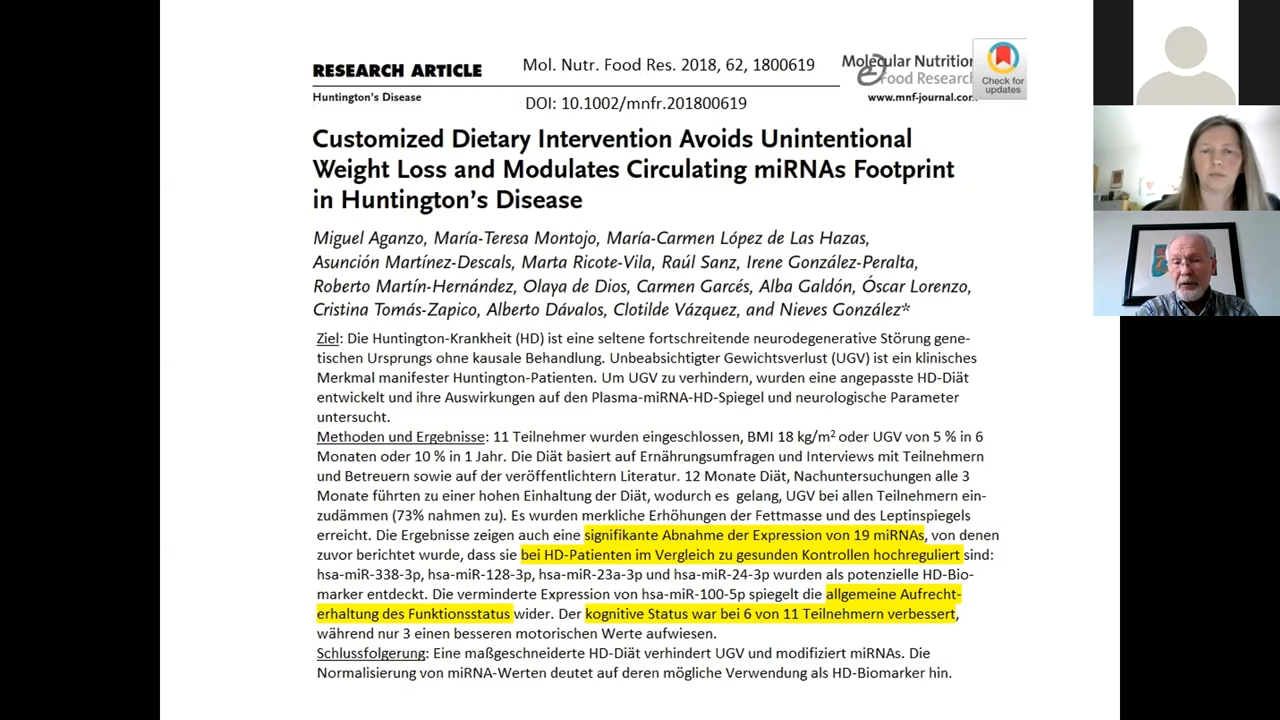 RESEARCH ARTICLE
Mol. Nutr. Food Res. 2018, 62, 1800619
Molecular Nutrition
Food Research
Check for
updates
Huntington's Disease
DOI: 10.1002/mnfr.201800619
www.mnf-journal.com
Customized Dietary Intervention Avoids Unintentional
Weight Loss and Modulates Circulating miRNAs Footprint
in Huntington's Disease
Miguel Aganzo, María-Teresa Montojo, María-Carmen López de Las Hazas,
Asunción Martínez-Descals, Marta Ricote-Vila, Raúl Sanz, Irene González-Peralta,
Roberto Martín-Hernández, Olaya de Dios, Carmen Garcés, Alba Galdón, Óscar Lorenzo,
Cristina Tomás-Zapico, Alberto Dávalos, Clotilde Vázquez, and Nieves González*
Ziel: Die Huntington-Krankheit (HD) ist eine seltene fortschreitende neurodegenerative Störung gene-
tischen Ursprungs ohne kausale Behandlung. Unbeabsichtigter Gewichtsverlust (UGV) ist ein klinisches
Merkmal manifester Huntington-Patienten. Um UGV zu verhindern, wurden eine angepasste HD-Diät
entwickelt und ihre Auswirkungen auf den Plasma-miRNA-HD-Spiegel und neurologische Parameter
untersucht.
Methoden und Ergebnisse: 11 Teilnehmer wurden eingeschlossen, BMI 18 kg/m² oder UGV von 5 % in 6
Monaten oder 10 % in 1 Jahr. Die Diät basiert auf Ernährungsumfragen und Interviews mit Teilnehmern
und Betreuern sowie auf der veröffentlichtern Literatur. 12 Monate Diät, Nachuntersuchungen alle 3
Monate führten zu einer hohen Einhaltung der Diät, wodurch es gelang, UGV bei allen Teilnehmern ein-
zudämmen (73% nahmen zu). Es wurden merkliche Erhöhungen der Fettmasse und des Leptinspiegels
erreicht. Die Ergebnisse zeigen auch eine signifikante Abnahme der Expression von 19 miRNAs, von denen
zuvor berichtet wurde, dass sie bei HD-Patienten im Vergleich zu gesunden Kontrollen hochreguliert sind:
hsa-miR-338-3p, hsa-miR-128-3p, hsa-miR-23a-3p und hsa-miR-24-3p wurden als potenzielle HD-Bio-
marker entdeckt. Die verminderte Expression von hsa-miR-100-5p spiegelt die allgemeine Aufrecht-
erhaltung des Funktionsstatus wider. Der kognitive Status war bei 6 von 11 Teilnehmern verbessert,
während nur 3 einen besseren motorischen Werte aufwiesen.
Schlussfolgerung: Eine maßgeschneiderte HD-Diät verhindert UGV und modifiziert miRNAs. Die
Normalisierung von miRNA-Werten deutet auf deren mögliche Verwendung als HD-Biomarker hin.